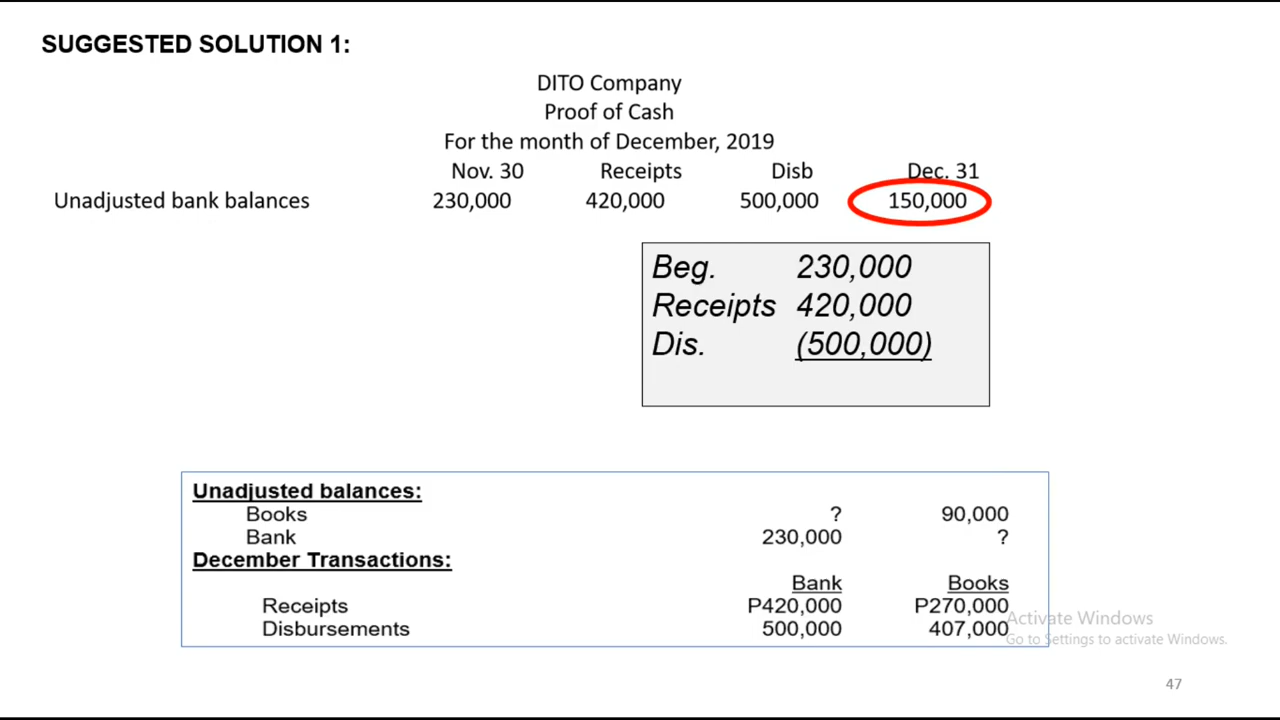 SUGGESTED SOLUTION 1:
DITO Company
Proof of Cash
For the month of December, 2019
Nov. 30 Receipts Disb Dec. 31
Unadjusted bank balances 230,000 420,000 500,000 150,000
Beg. 230,000
Receipts 420,000
Dis. (500,000)
Unadjusted balances:
Books ? 90,000
Bank 230,000 ?
December Transactions:
Bank Books
Receipts P420,000 P270,000
Disbursements 500,000 407,000
Activate Windows
Go to Settings to activate Windows.
47